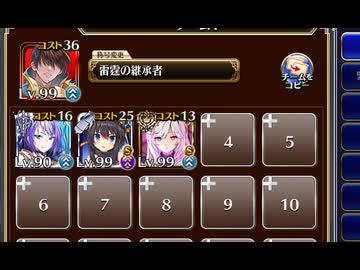 コスト36
称号変更
雷霆の継承者
チームを
コピー
Lv.99
コスト16
コスト25
コスト13
4
5
S
S
Lv.90
Lv.99
Lv.99
6
7
8
9
10